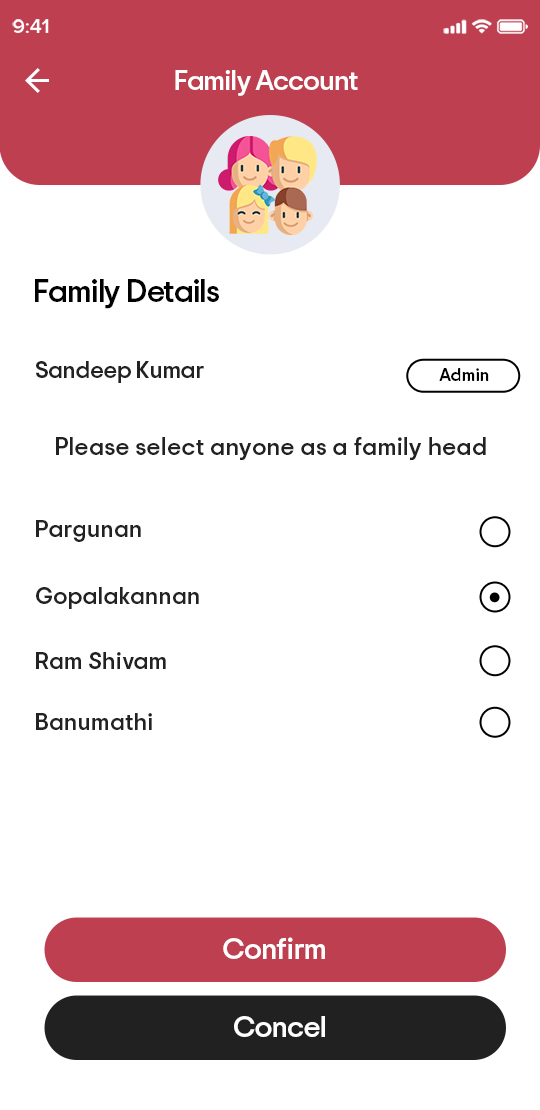 9:41
Family Account
Family Details
Sandeep Kumar
Admin
Please select anyone as a family head
Pargunan
Gopalakannan
Ram Shivam
Banumathi
Confirm
Concel